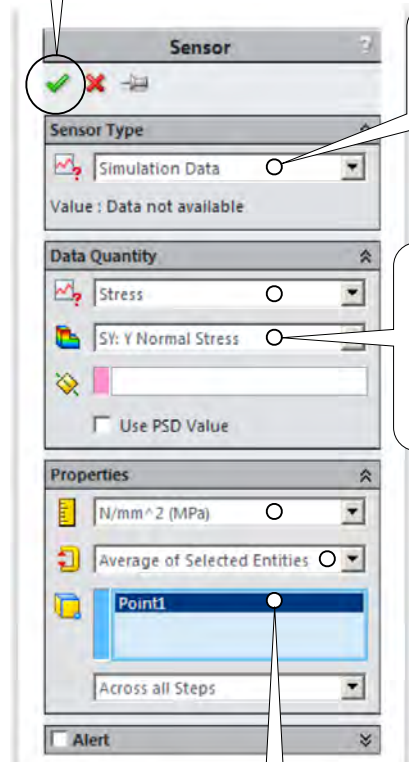 Sensor
?
Sensor Type
Simulation Data
Value : Data not available
Data Quantity
Stress
SY: Y Normal Stress
Use PSD Value
Properties
N/mm^2 (MPa)
Average of Selected Entities
Point1
Across all Steps
Alert